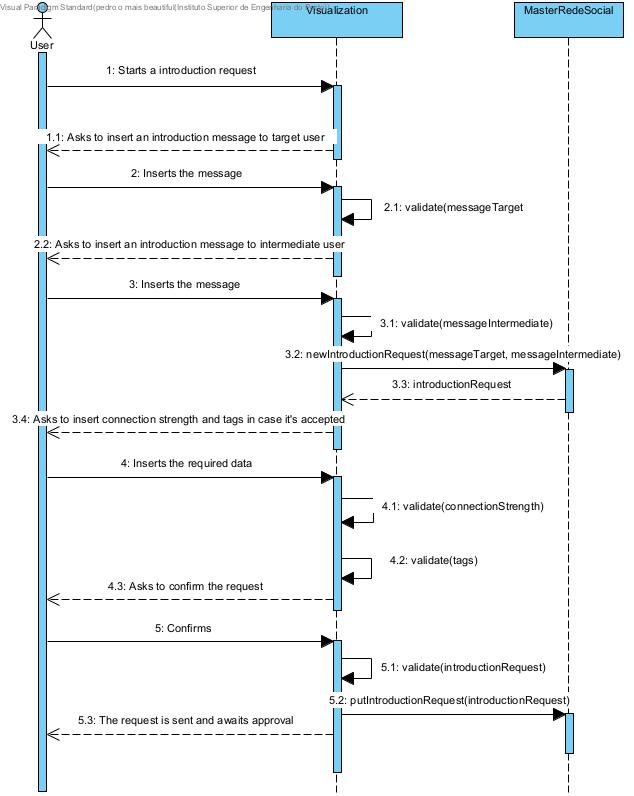 Visual Paradigm Standard(pedro o mais beautiful(Instituto Superior de Engenharia do
Visualization
MasterRedeSocial
User
1: Starts a introduction request
1.1: Asks to insert an introduction message to target user
2: Inserts the message
2.1: validate(messageTarget
2.2: Asks to insert an introduction message to intermediate user
3: Inserts the message
3.1: validate(messageIntermediate)
3.2: newIntroductionRequest(messageTarget, messageIntermediate)
3.3: introductionRequest
3.4: Asks to insert connection strength and tags in case it's accepted
4: Inserts the required data
4.1: validate(connectionStrength)
4.2: validate(tags)
4.3: Asks to confirm the request
5: Confirms
5.1: validate(introductionRequest)
5.2: putIntroductionRequest(introductionRequest)
5.3: The request is sent and awaits approval